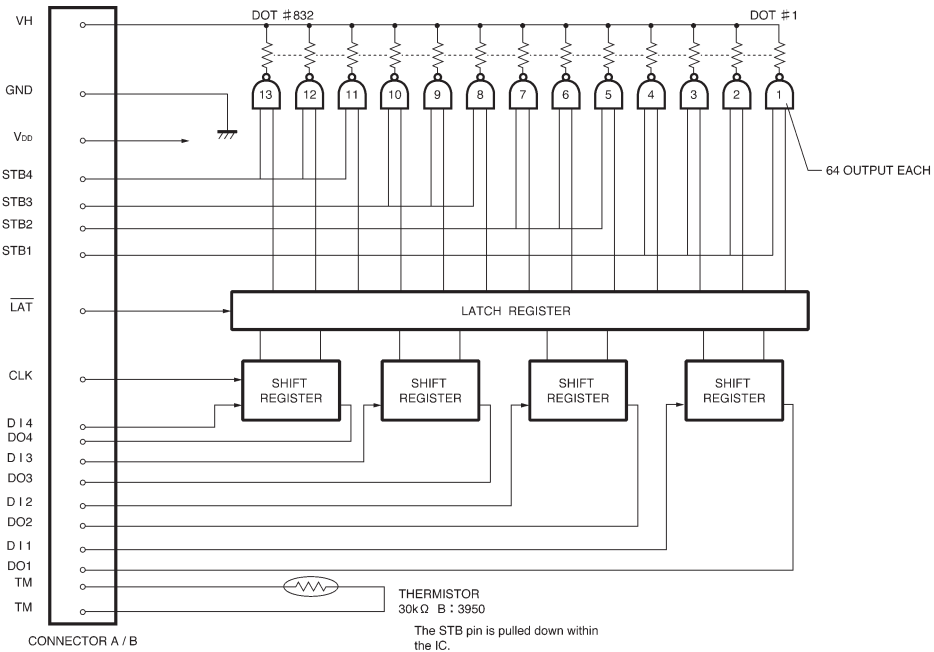 VH
DOT #832
DOT #1
GND
13 12 11 10 9 8 7 6 5 4 3 2 1
VDD
64 OUTPUT EACH
STB4
STB3
STB2
STB1
LAT
LATCH REGISTER
CLK
SHIFT REGISTER
SHIFT REGISTER
SHIFT REGISTER
SHIFT REGISTER
DI4
DO4
DI3
DO3
DI2
DO2
DI1
DO1
TM
TM
THERMISTOR
30kΩ B : 3950
The STB pin is pulled down within
the IC.
CONNECTOR A / B